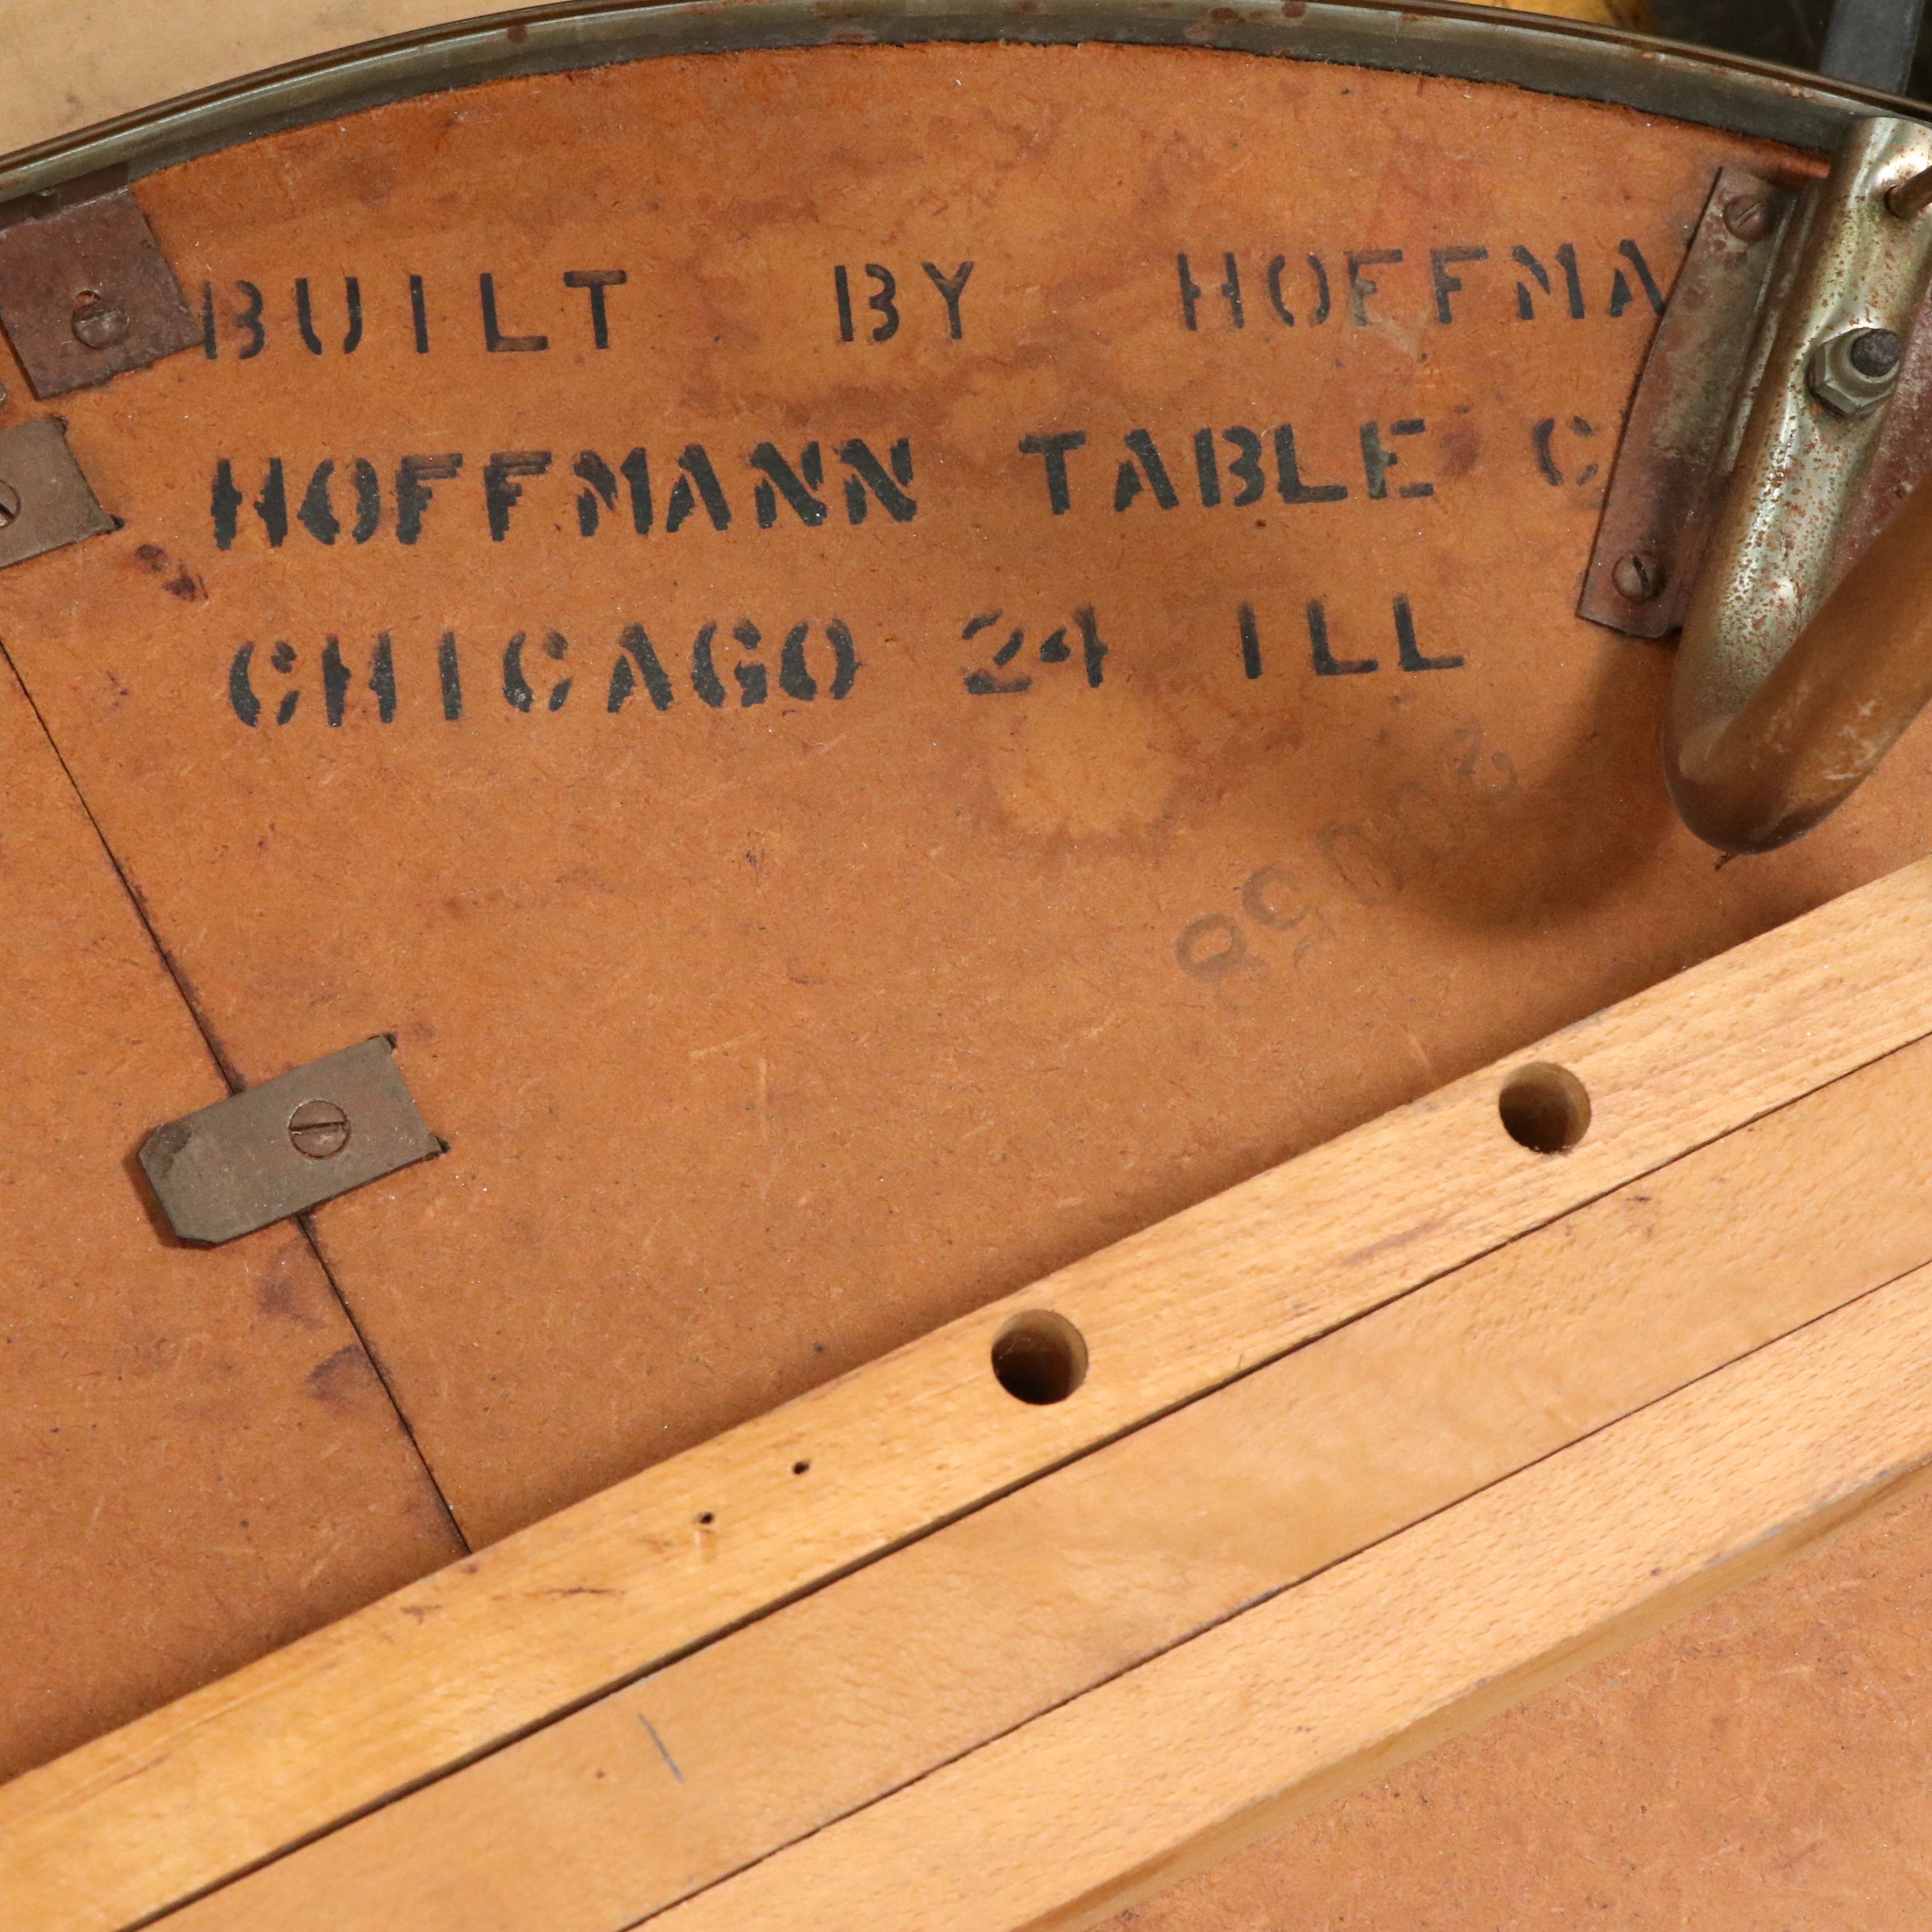 BUILT BY HOFFMA
HOFFMANN TABLE C
CHICAGO 24 ILL